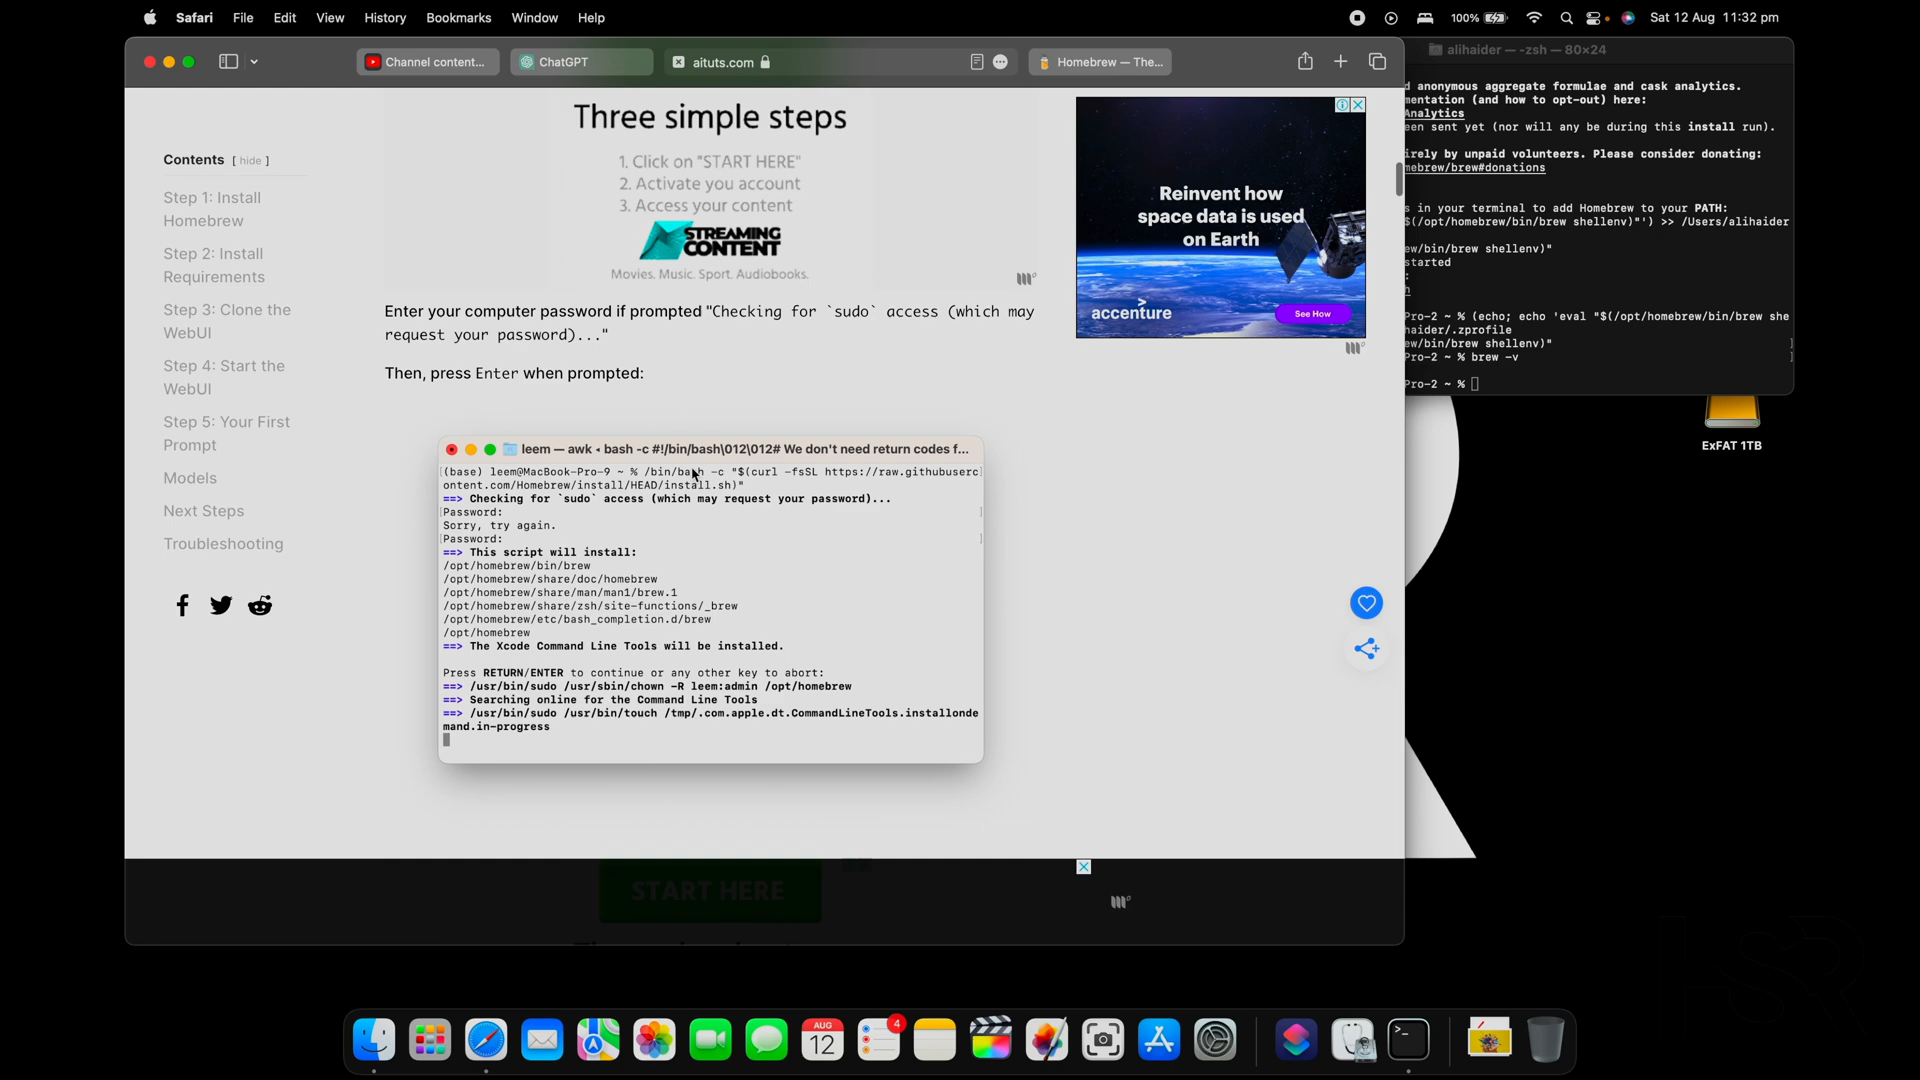 Safari File Edit View History Bookmarks Window Help
100% Sat 12 Aug 11:32 pm
Channel content...
ChatGPT
aituts.com
Homebrew — The...
alihaider — -zsh — 80×24
Contents [ hide ]
Step 1: Install
Homebrew
Step 2: Install
Requirements
Step 3: Clone the
WebUI
Step 4: Start the
WebUI
Step 5: Your First
Prompt
Models
Next Steps
Troubleshooting
Three simple steps
1. Click on "START HERE"
2. Activate you account
3. Access your content
STREAMING
CONTENT
Movies. Music. Sport. Audiobooks.
Reinvent how
space data is used
on Earth
accenture
See How
Enter your computer password if prompted "Checking for `sudo` access (which may
request your password)..."
Then, press Enter when prompted:
leem — awk ◂ bash -c #!/bin/bash\012\012# We don't need return codes f...
(base) leem@MacBook-Pro-9 ~ % /bin/bash -c "$(curl -fsSL https://raw.githubuserc
ontent.com/Homebrew/install/HEAD/install.sh)"
==> Checking for `sudo` access (which may request your password)...
Password:
Sorry, try again.
Password:
==> This script will install:
/opt/homebrew/bin/brew
/opt/homebrew/share/doc/homebrew
/opt/homebrew/share/man/man1/brew.1
/opt/homebrew/share/zsh/site-functions/_brew
/opt/homebrew/etc/bash_completion.d/brew
/opt/homebrew
==> The Xcode Command Line Tools will be installed.
Press RETURN/ENTER to continue or any other key to abort:
==> /usr/bin/sudo /usr/sbin/chown -R leem:admin /opt/homebrew
==> Searching online for the Command Line Tools
==> /usr/bin/sudo /usr/bin/touch /tmp/.com.apple.dt.CommandLineTools.installonde
mand.in-progress
START HERE
d anonymous aggregate formulae and cask analytics.
mentation (and how to opt-out) here:
Analytics
een sent yet (nor will any be during this install run).
irely by unpaid volunteers. Please consider donating:
mebrew/brew#donations
s in your terminal to add Homebrew to your PATH:
$(/opt/homebrew/bin/brew shellenv)"') >> /Users/alihaider
ew/bin/brew shellenv)"
started
:
h
Pro-2 ~ % (echo; echo 'eval "$(/opt/homebrew/bin/brew she
haider/.zprofile
ew/bin/brew shellenv)"
Pro-2 ~ % brew -v
Pro-2 ~ %
ExFAT 1TB
AUG
12
4